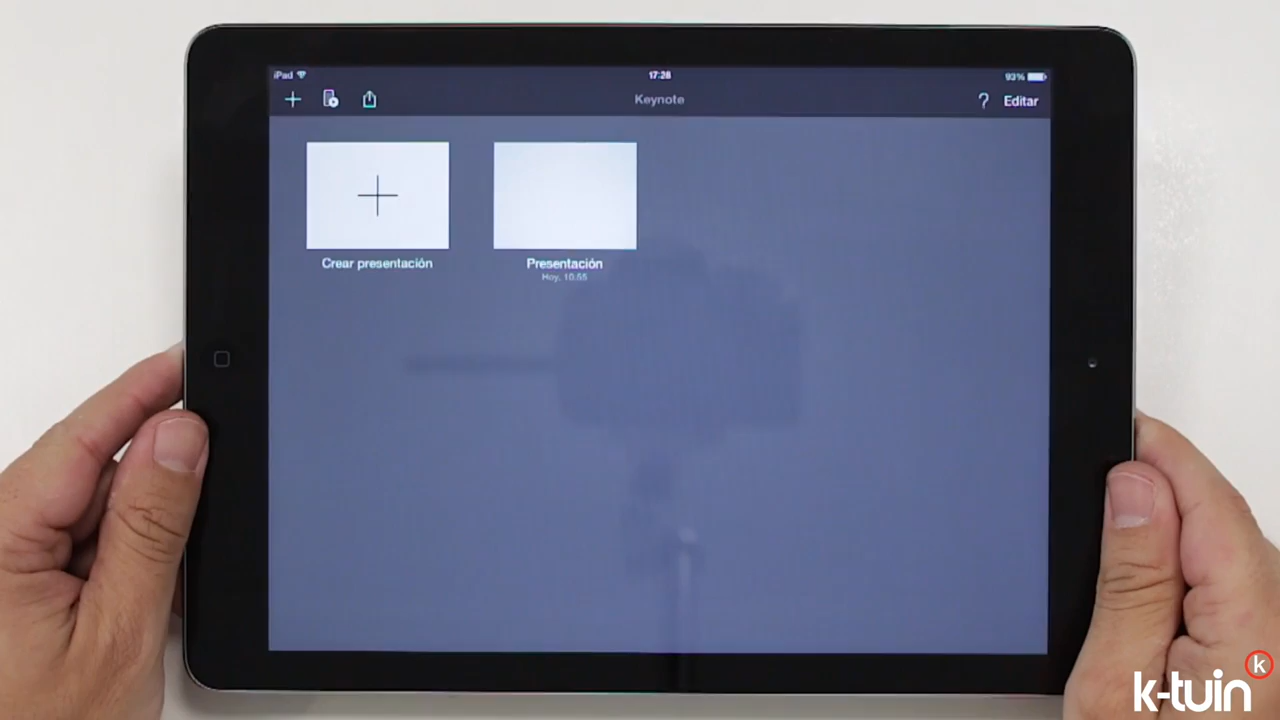 iPad 17:28 93%
Keynote ? Editar
Crear presentación Presentación
Hoy, 10:55
k-tuin k